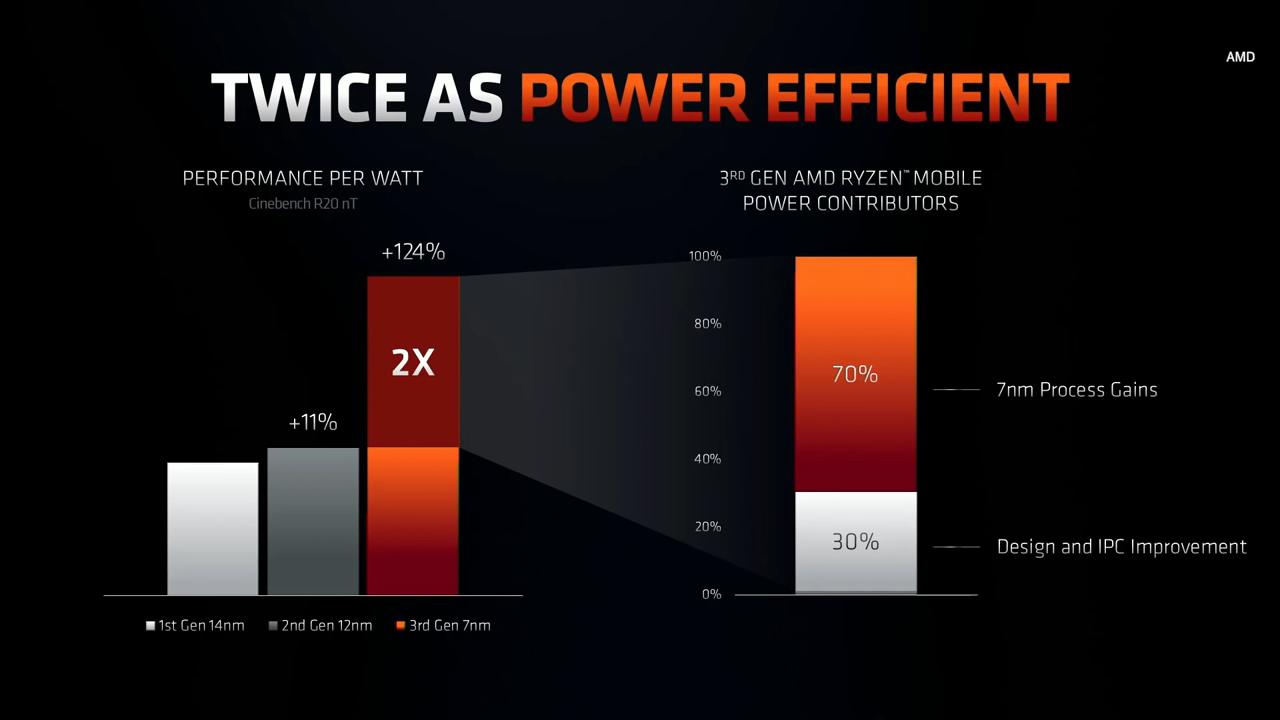 AMD
TWICE AS POWER EFFICIENT
PERFORMANCE PER WATT
Cinebench R20 nT
+124%
2X
+11%
1st Gen 14nm
2nd Gen 12nm
3rd Gen 7nm
3RD GEN AMD RYZEN™ MOBILE
POWER CONTRIBUTORS
100%
80%
60%
40%
20%
0%
70%
30%
7nm Process Gains
Design and IPC Improvement